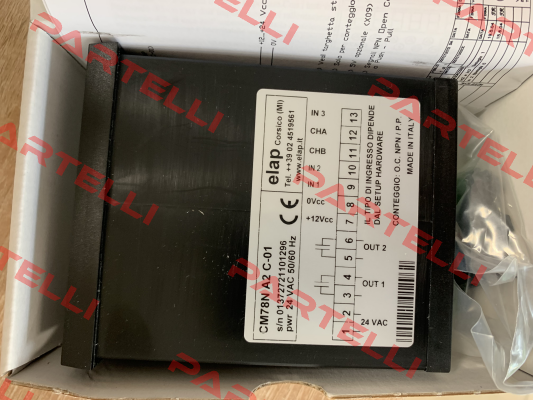 elap
Corsico (MI)
Tel. ++39 02 4519561
www.elap.it
CE
CM78N A2 C-01
s/n 01372721101296
pwr 24 VAC 50/60 Hz
IN 3
CHA
CHB
IN 2
IN 1
0Vcc
+12Vcc
13
12
11
10
9
8
7
6
5
4
3
2
1
OUT 2
OUT 1
24 VAC
IL TIPO DI INGRESSO DIPENDE
DAL SETUP HARDWARE
CONTEGGIO: O.C. NPN / P.P.
MADE IN ITALY
PARTELLI
PARTELLI
PARTELLI
PARTELLI
PARTELLI